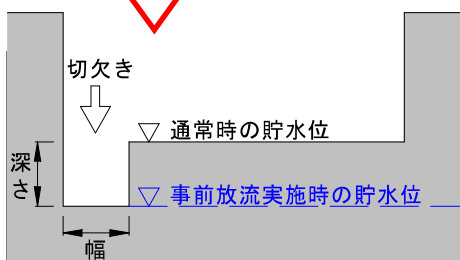 切欠き
通常時の貯水位
深さ
事前放流実施時の貯水位
幅